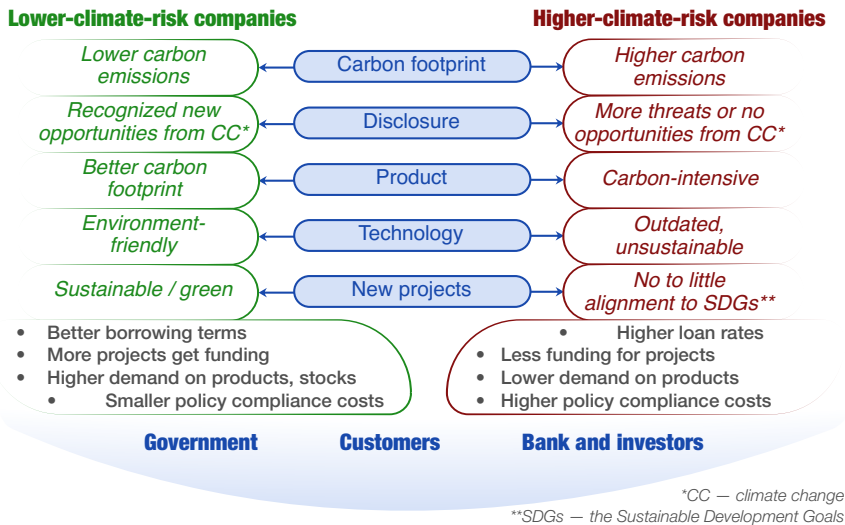 Lower-climate-risk companies
Higher-climate-risk companies
Lower carbon
emissions
Carbon footprint
Higher carbon
emissions
Recognized new
opportunities from CC*
Disclosure
More threats or no
opportunities from CC*
Better carbon
footprint
Product
Carbon-intensive
Environment-
friendly
Technology
Outdated,
unsustainable
Sustainable / green
New projects
No to little
alignment to SDGs**
• Better borrowing terms
• More projects get funding
• Higher demand on products, stocks
• Smaller policy compliance costs
• Higher loan rates
• Less funding for projects
• Lower demand on products
• Higher policy compliance costs
Government
Customers
Bank and investors
*CC — climate change
**SDGs — the Sustainable Development Goals